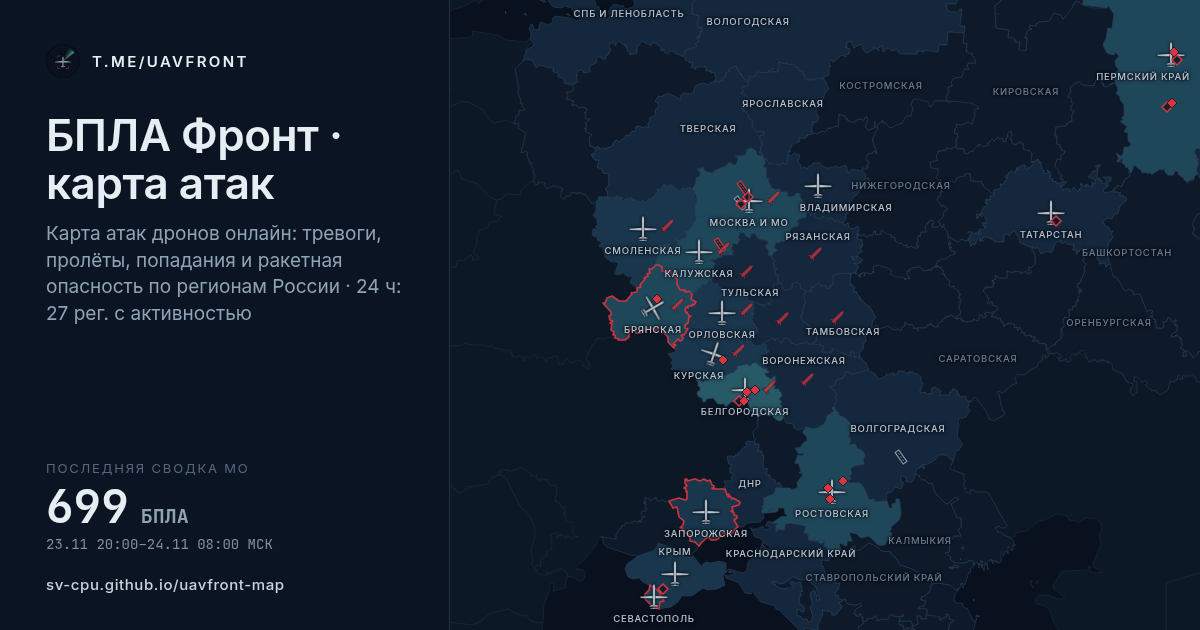 T.ME/UAVFRONT
БПЛА Фронт ·
карта атак
Карта атак дронов онлайн: тревоги,
пролёты, попадания и ракетная
опасность по регионам России · 24 ч:
27 рег. с активностью
ПОСЛЕДНЯЯ СВОДКА МО
699 БПЛА
23.11 20:00–24.11 08:00 МСК
sv-cpu.github.io/uavfront-map
СПБ И ЛЕНОБЛАСТЬ
ВОЛОГОДСКАЯ
ПЕРМСКИЙ КРАЙ
КОСТРОМСКАЯ
КИРОВСКАЯ
ЯРОСЛАВСКАЯ
ТВЕРСКАЯ
НИЖЕГОРОДСКАЯ
ВЛАДИМИРСКАЯ
МОСКВА И МО
ТАТАРСТАН
РЯЗАНСКАЯ
СМОЛЕНСКАЯ
БАШКОРТОСТАН
КАЛУЖСКАЯ
ТУЛЬСКАЯ
ОРЕНБУРГСКАЯ
БРЯНСКАЯ
ОРЛОВСКАЯ
ТАМБОВСКАЯ
САРАТОВСКАЯ
ВОРОНЕЖСКАЯ
КУРСКАЯ
БЕЛГОРОДСКАЯ
ВОЛГОГРАДСКАЯ
ДНР
РОСТОВСКАЯ
ЗАПОРОЖСКАЯ
КАЛМЫКИЯ
КРЫМ
КРАСНОДАРСКИЙ КРАЙ
СТАВРОПОЛЬСКИЙ КРАЙ
СЕВАСТОПОЛЬ